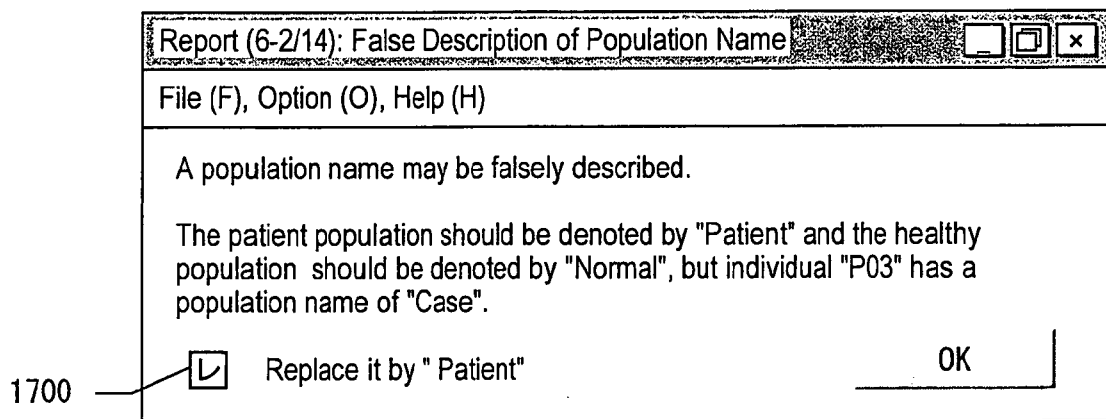 Report (6-2/14): False Description of Population Name
File (F), Option (O), Help (H)
A population name may be falsely described.
The patient population should be denoted by "Patient" and the healthy
population should be denoted by "Normal", but individual "P03" has a
population name of "Case".
1700
Replace it by " Patient"
OK